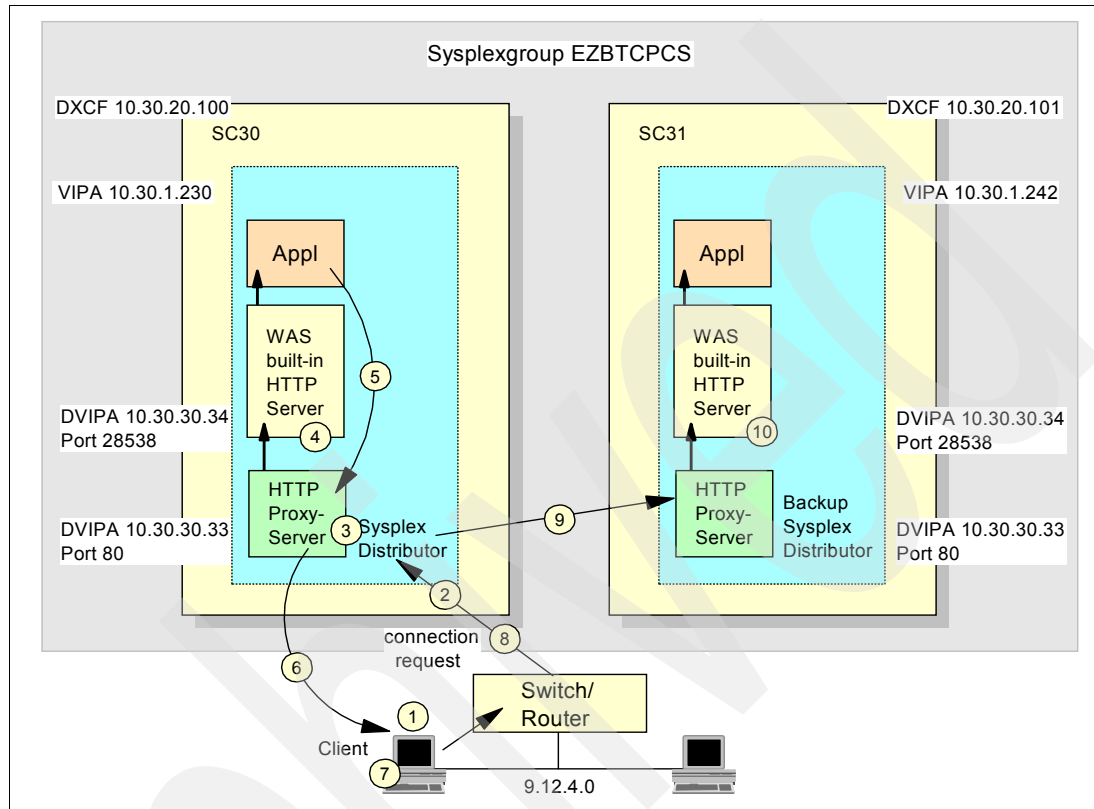 Sysplexgroup EZBTCPCS
DXCF 10.30.20.100
DXCF 10.30.20.101
SC30
SC31
VIPA 10.30.1.230
VIPA 10.30.1.242
Appl
Appl
WAS
built-in
HTTP
Server
4
5
WAS
built-in
HTTP
Server
10
DVIPA 10.30.30.34
Port 28538
DVIPA 10.30.30.34
Port 28538
HTTP
Proxy-
Server
3
Sysplex
Distributor
9
HTTP
Proxy-
Server
Backup
Sysplex
Distributor
DVIPA 10.30.30.33
Port 80
DVIPA 10.30.30.33
Port 80
2
connection
request
8
6
Switch/
Router
1
Client
7
9.12.4.0